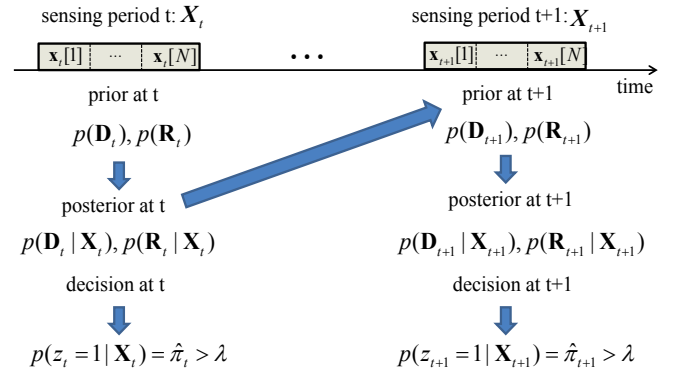 sensing period t: X_t sensing period t+1: X_{t+1}
x_t[1] ... x_t[N] ... x_{t+1}[1] ... x_{t+1}[N]
time
prior at t prior at t+1
p(D_t), p(R_t) p(D_{t+1}), p(R_{t+1})
posterior at t posterior at t+1
p(D_t | X_t), p(R_t | X_t) p(D_{t+1} | X_{t+1}), p(R_{t+1} | X_{t+1})
decision at t decision at t+1
p(z_t = 1 | X_t) = π̂_t > λ p(z_{t+1} = 1 | X_{t+1}) = π̂_{t+1} > λ